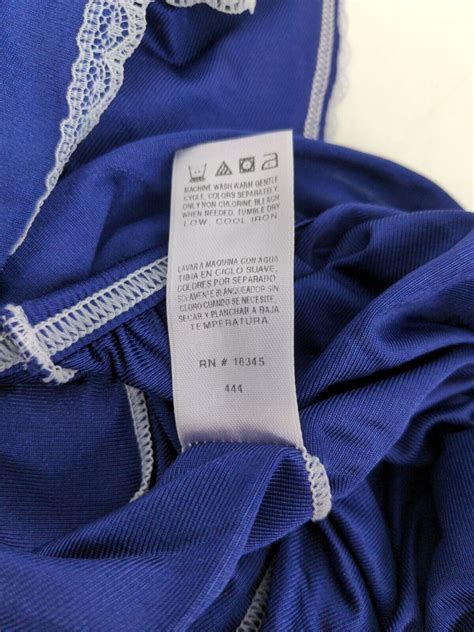 MACHINE WASH WARM GENTLE
CYCLE. COLORS SEPARATELY.
ONLY NON CHLORINE BLEACH
WHEN NEEDED. TUMBLE DRY
LOW COOL IRON
LAVAR A MAQUINA CON AGUA
TIBIA EN CICLO SUAVE,
COLORES POR SEPARADO.
SOLAMENTE BLANQUEADOR SIN
CLORO CUANDO SE NECESITE,
SECAR Y PLANCHAR A BAJA
TEMPERATURA
RN # 16345
444